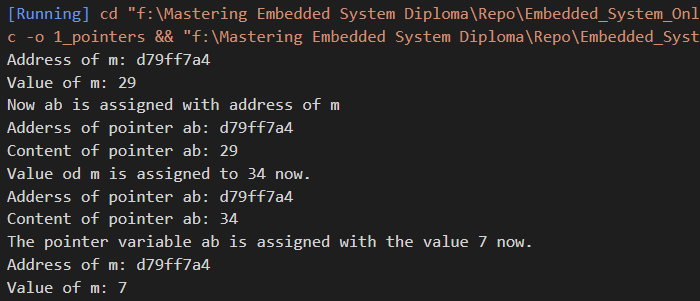 [Running] cd "f:\Mastering Embedded System Diploma\Repo\Embedded_System_Onl
c -o 1_pointers && "f:\Mastering Embedded System Diploma\Repo\Embedded_Syst
Address of m: d79ff7a4
Value of m: 29
Now ab is assigned with address of m
Adderss of pointer ab: d79ff7a4
Content of pointer ab: 29
Value od m is assigned to 34 now.
Adderss of pointer ab: d79ff7a4
Content of pointer ab: 34
The pointer variable ab is assigned with the value 7 now.
Address of m: d79ff7a4
Value of m: 7